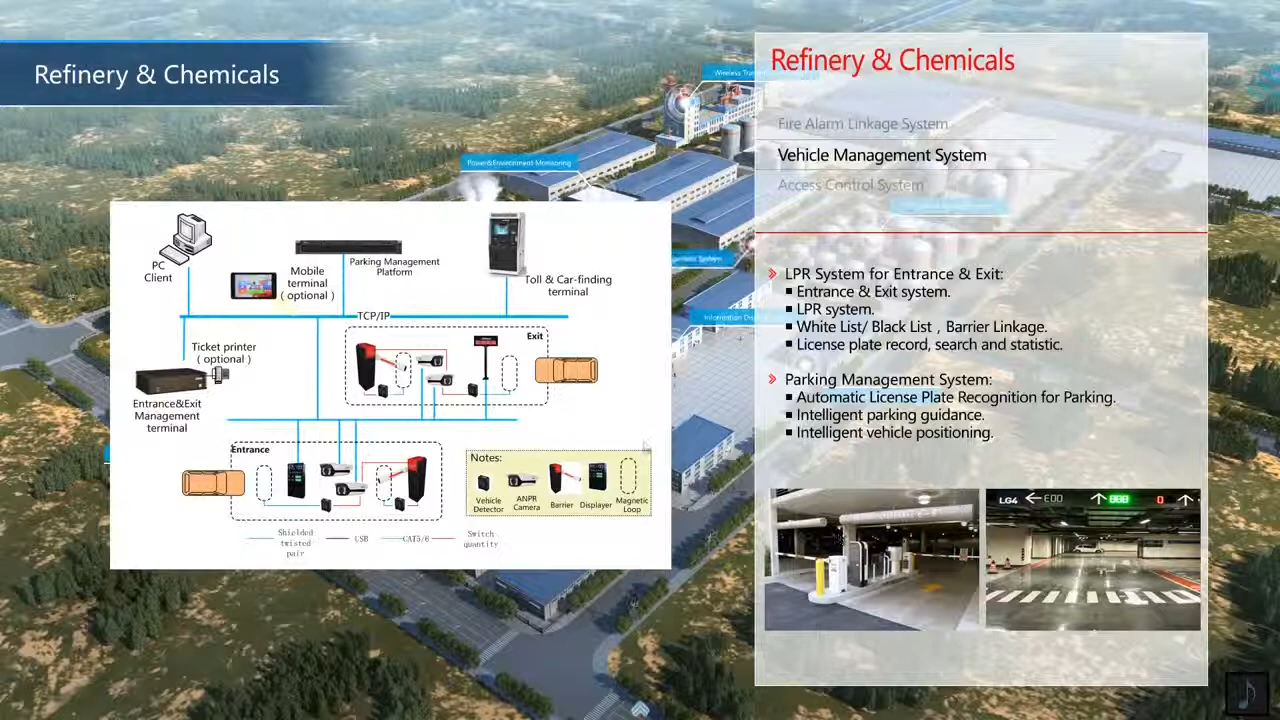 Refinery & Chemicals
Refinery & Chemicals
Fire Alarm Linkage System
Vehicle Management System
Access Control System
Power&Environment Monitoring
PC
Client
Mobile
terminal
( optional )
Parking Management
Platform
Toll & Car-finding
terminal
TCP/IP
Ticket printer
( optional )
Entrance&Exit
Management
terminal
Exit
Entrance
Notes:
Vehicle
Detector
ANPR
Camera
Barrier
Displayer
Magnetic
Loop
Shielded
twisted
pair
USB
CAT5/6
Switch
quantity
LPR System for Entrance & Exit:
Entrance & Exit system.
LPR system.
White List/ Black List , Barrier Linkage.
License plate record, search and statistic.
Parking Management System:
Automatic License Plate Recognition for Parking.
Intelligent parking guidance.
Intelligent vehicle positioning.
LG4